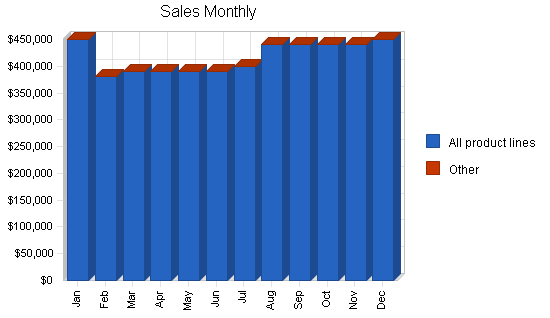 Sales Monthly
$450,000
$400,000
$350,000
$300,000
$250,000
$200,000
$150,000
$100,000
$50,000
$0
Jan
Feb
Mar
Apr
May
Jun
Jul
Aug
Sep
Oct
Nov
Dec
All product lines
Other